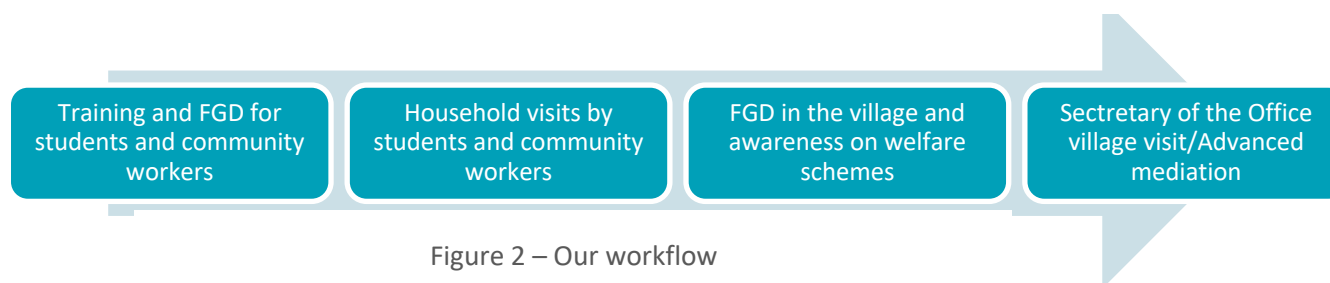 Training and FGD for
students and community
workers
Household visits by
students and community
workers
FGD in the village and
awareness on welfare
schemes
Sectretary of the Office
village visit/Advanced
mediation
Figure 2 – Our workflow